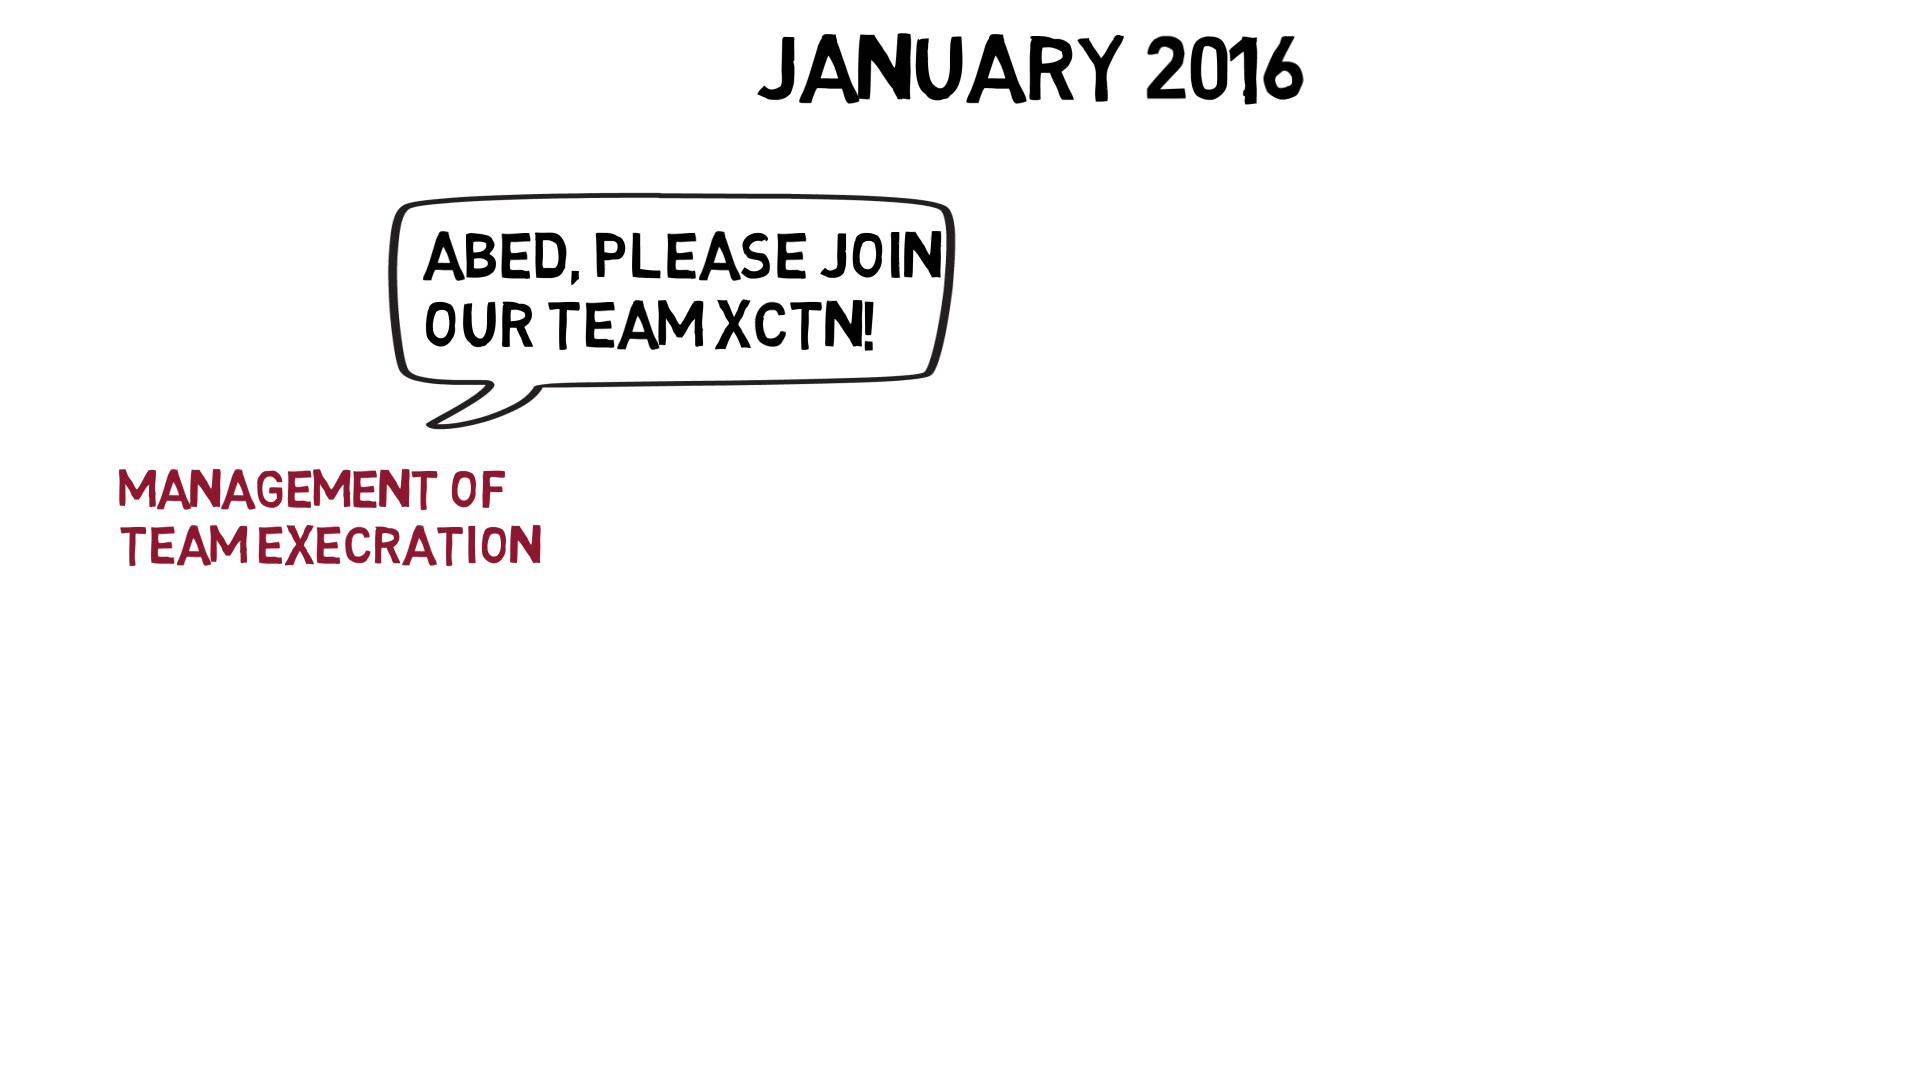 JANUARY 2016
ABED, PLEASE JOIN
OUR TEAM XCTN!
MANAGEMENT OF
TEAM EXECRATION